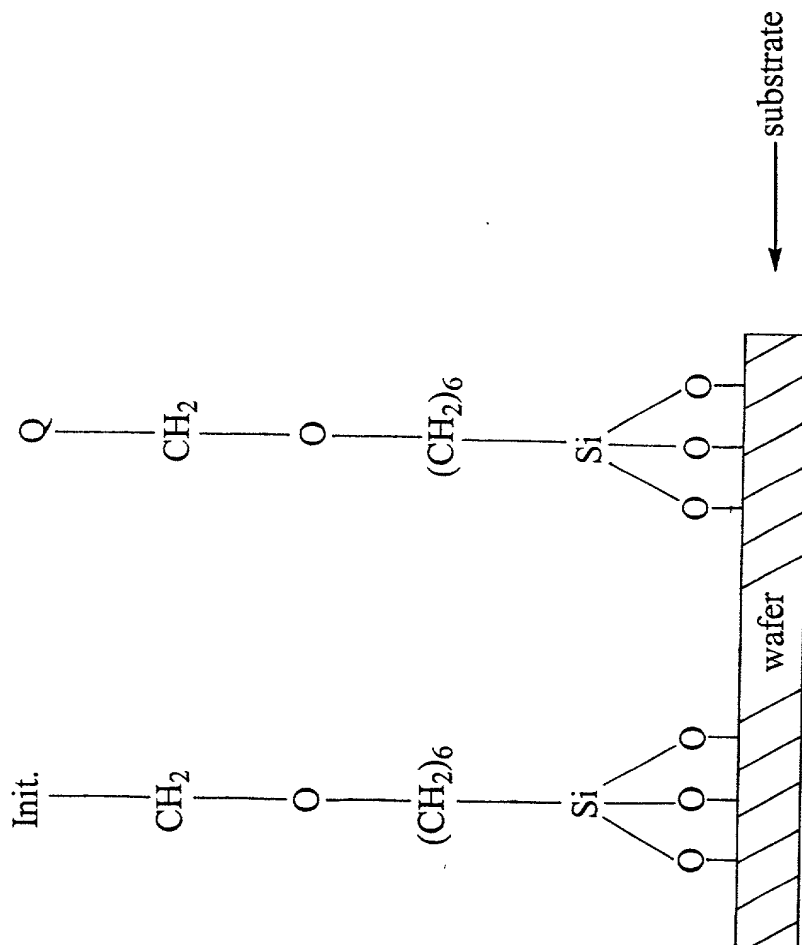 Init.
Q
CH2
CH2
O
O
(CH2)6
(CH2)6
Si
Si
O O O
O O O
wafer
substrate